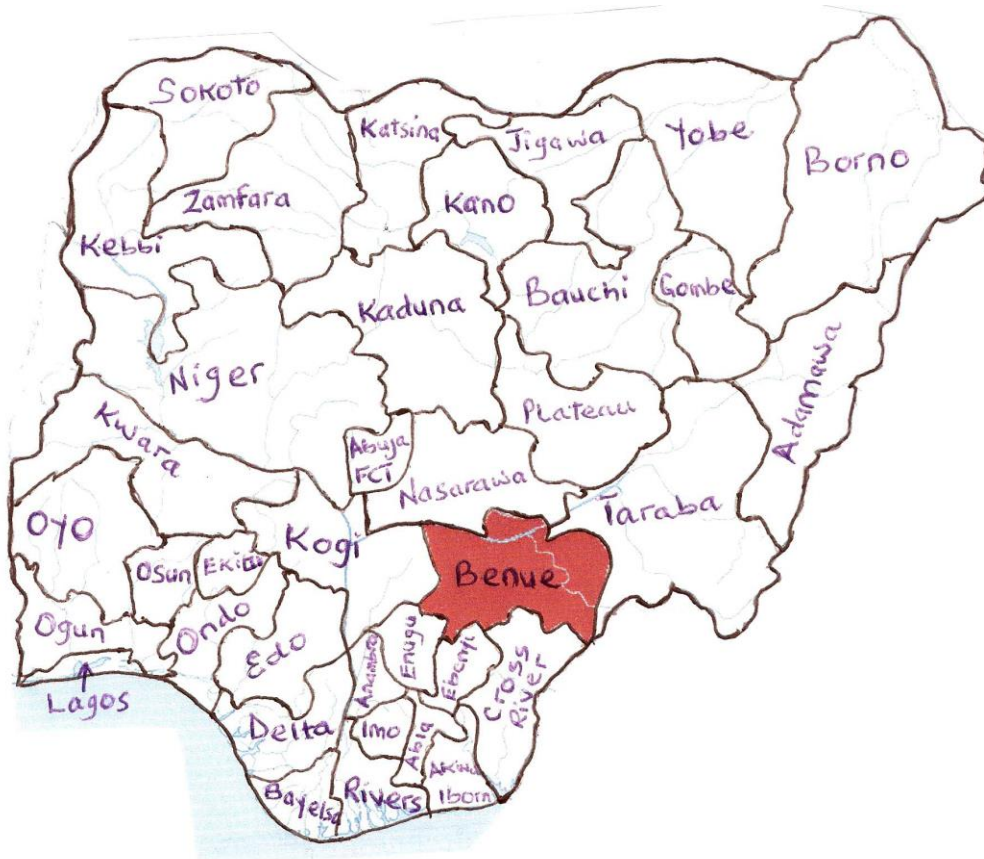 Sokoto
Katsina
Jigawa
Yobe
Borno
Zamfara
Kano
Kebbi
Kaduna
Bauchi
Gombe
Niger
Adamawa
Plateau
Kwara
Abuja
FCT
Nasarawa
Taraba
Oyo
Kogi
Osun
Ekiti
Benue
Ogun
Ondo
Edo
Anambra
Enugu
Ebonyi
Cross
River
Lagos
Delta
Imo
Abia
Akwa
Iborn
Bayelsa
Rivers